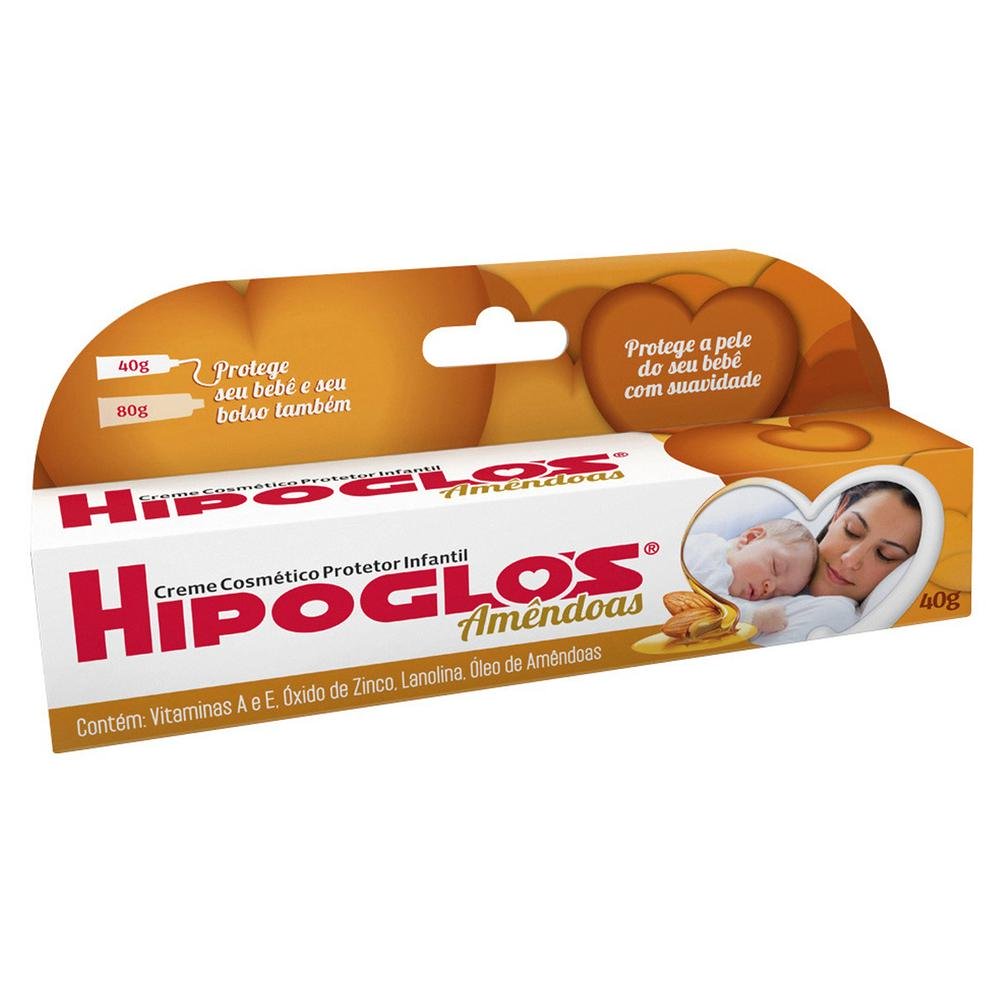 40g
80g
Protege
seu bebê e seu
bolso também
Protege a pele
do seu bebê
com suavidade
Creme Cosmético Protetor Infantil
HIPOGLÓS®
Amêndoas
Creme Cosmético Protetor Infantil
HIPOGLÓS®
Amêndoas
40g
Contém: Vitaminas A e E, Óxido de Zinco, Lanolina, Óleo de Amêndoas